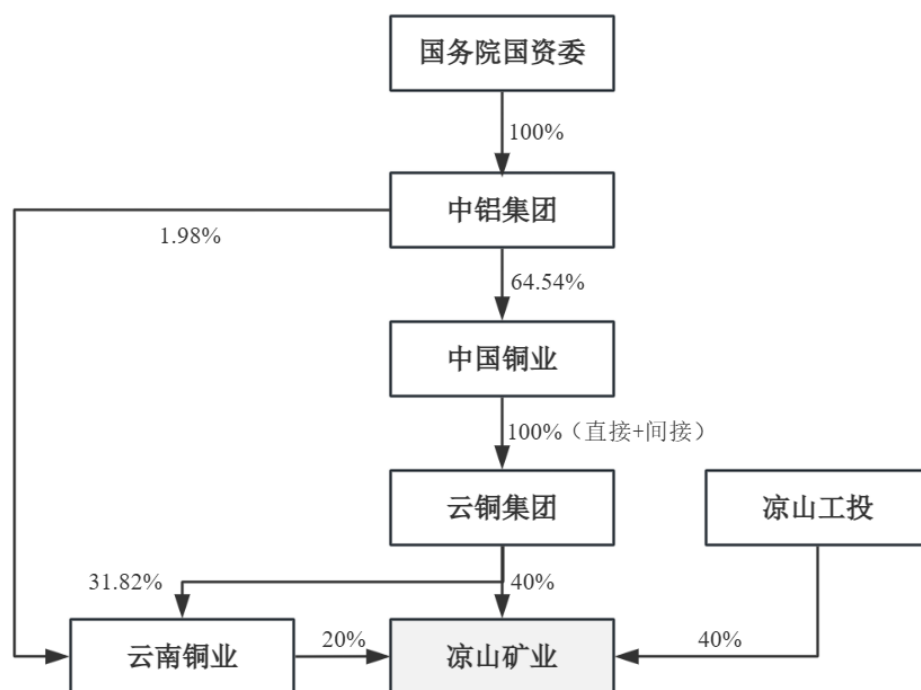 国务院国资委
100%
中铝集团
1.98%
64.54%
中国铜业
100%（直接+间接）
云铜集团
凉山工投
31.82%
40%
云南铜业
20%
凉山矿业
40%